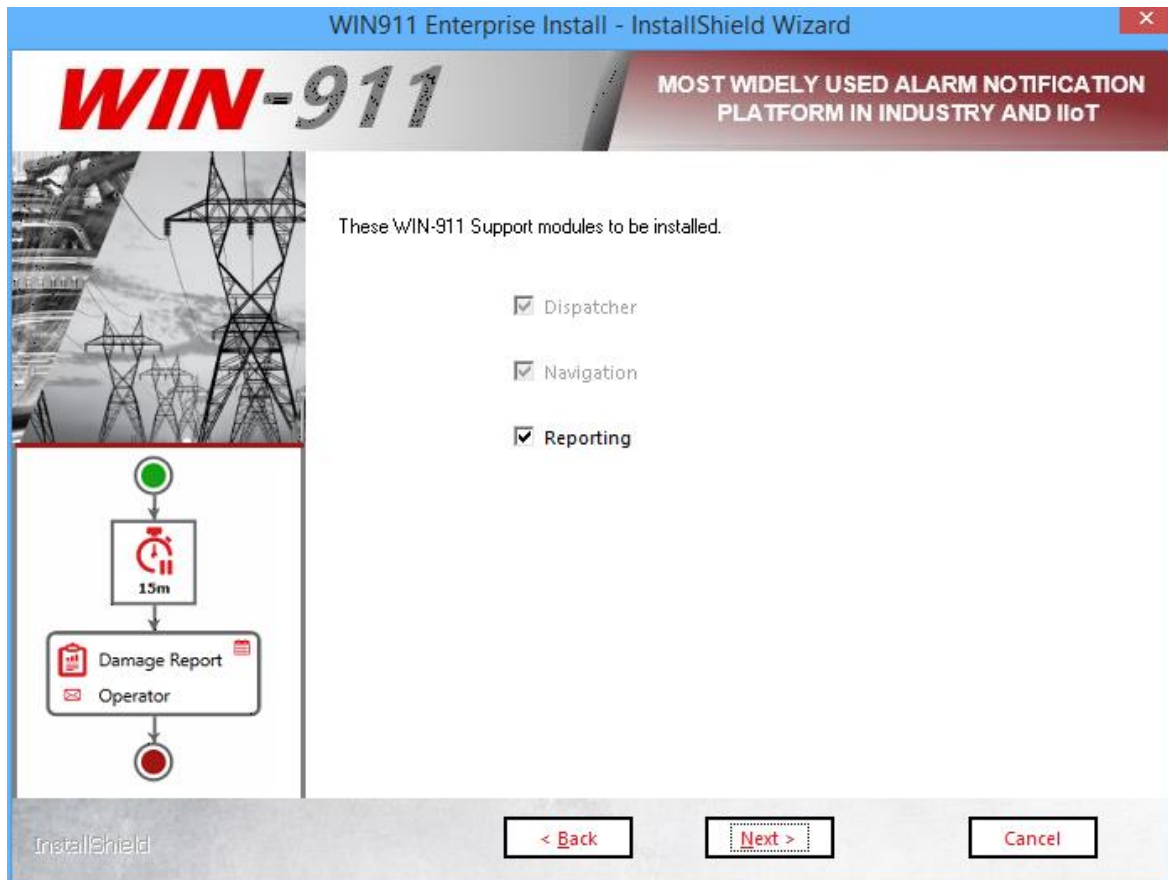 WIN911 Enterprise Install - InstallShield Wizard
WIN-911
MOST WIDELY USED ALARM NOTIFICATION
PLATFORM IN INDUSTRY AND IIoT
These WIN-911 Support modules to be installed.
Dispatcher
Navigation
Reporting
15m
Damage Report
Operator
InstallShield
< Back
Next >
Cancel